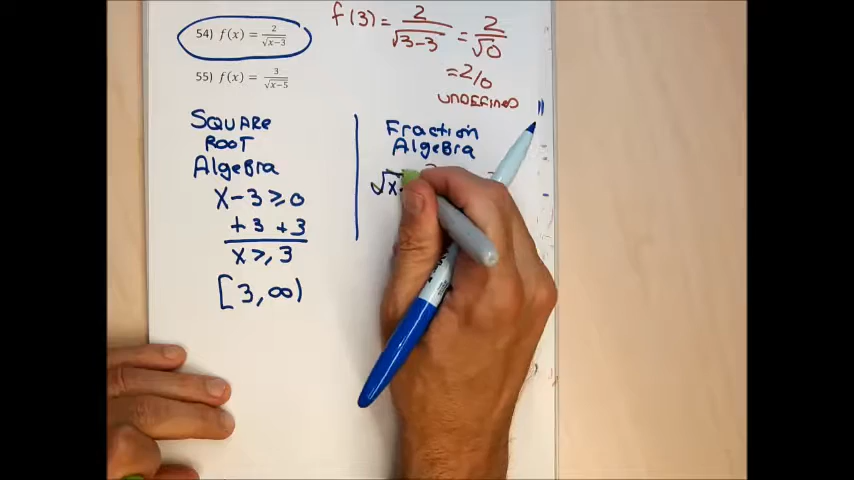 54) f(x) = 2/√(x−3)
55) f(x) = 3/√(x−5)
f(3) = 2/√(3-3) = 2/√0
= 2/0
UNDEFINED
SQUARE
ROOT
AlgeBra
x-3 ≥ 0
+3 +3
x ≥ 3
[3, ∞)
Fraction
AlgeBra
√x-